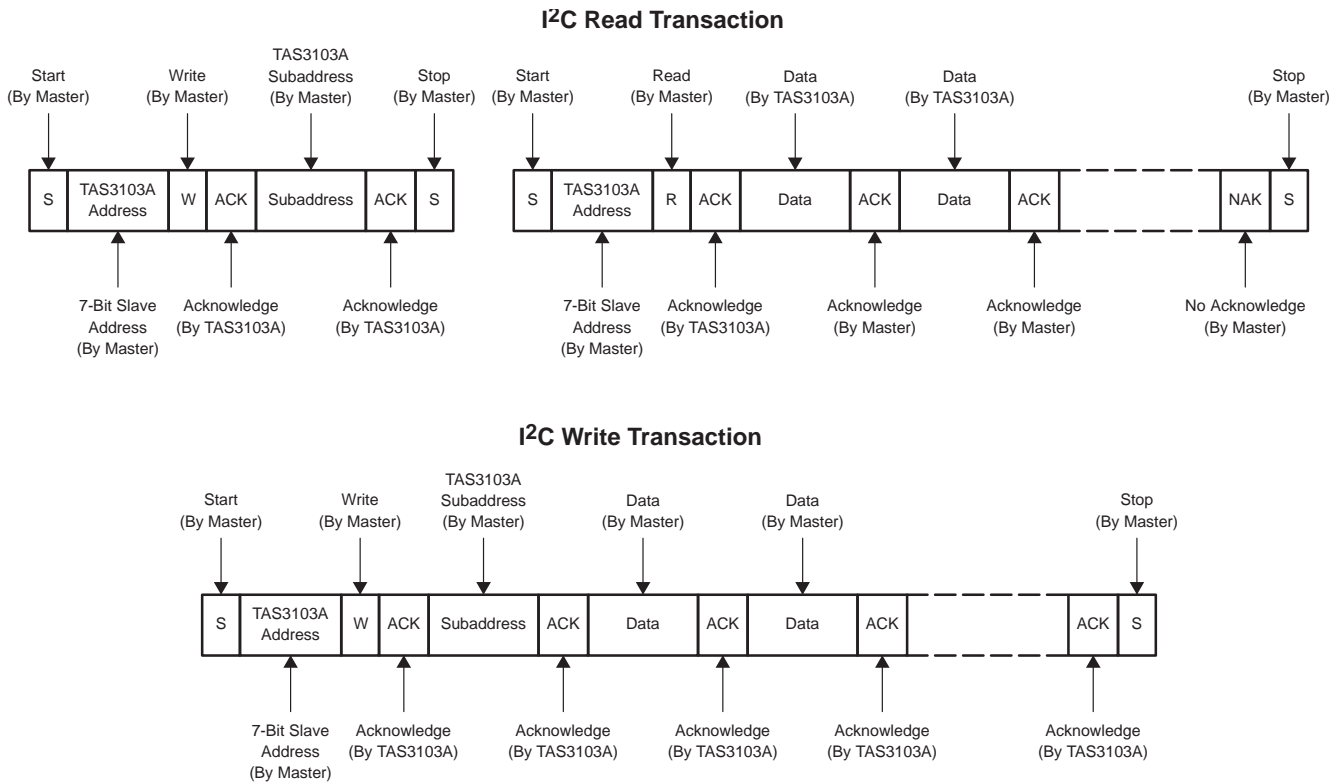 I2C Read Transaction
Start
(By Master)
Write
(By Master)
TAS3103A
Subaddress
(By Master)
Stop
(By Master)
Start
(By Master)
Read
(By Master)
Data
(By TAS3103A)
Data
(By TAS3103A)
Stop
(By Master)
S
TAS3103A
Address
W
ACK
Subaddress
ACK
S
S
TAS3103A
Address
R
ACK
Data
ACK
Data
ACK
NAK
S
7-Bit Slave
Address
(By Master)
Acknowledge
(By TAS3103A)
Acknowledge
(By TAS3103A)
7-Bit Slave
Address
(By Master)
Acknowledge
(By TAS3103A)
Acknowledge
(By Master)
Acknowledge
(By Master)
No Acknowledge
(By Master)
I2C Write Transaction
Start
(By Master)
Write
(By Master)
TAS3103A
Subaddress
(By Master)
Data
(By Master)
Data
(By Master)
Stop
(By Master)
S
TAS3103A
Address
W
ACK
Subaddress
ACK
Data
ACK
Data
ACK
ACK
S
7-Bit Slave
Address
(By Master)
Acknowledge
(By TAS3103A)
Acknowledge
(By TAS3103A)
Acknowledge
(By TAS3103A)
Acknowledge
(By TAS3103A)
Acknowledge
(By TAS3103A)